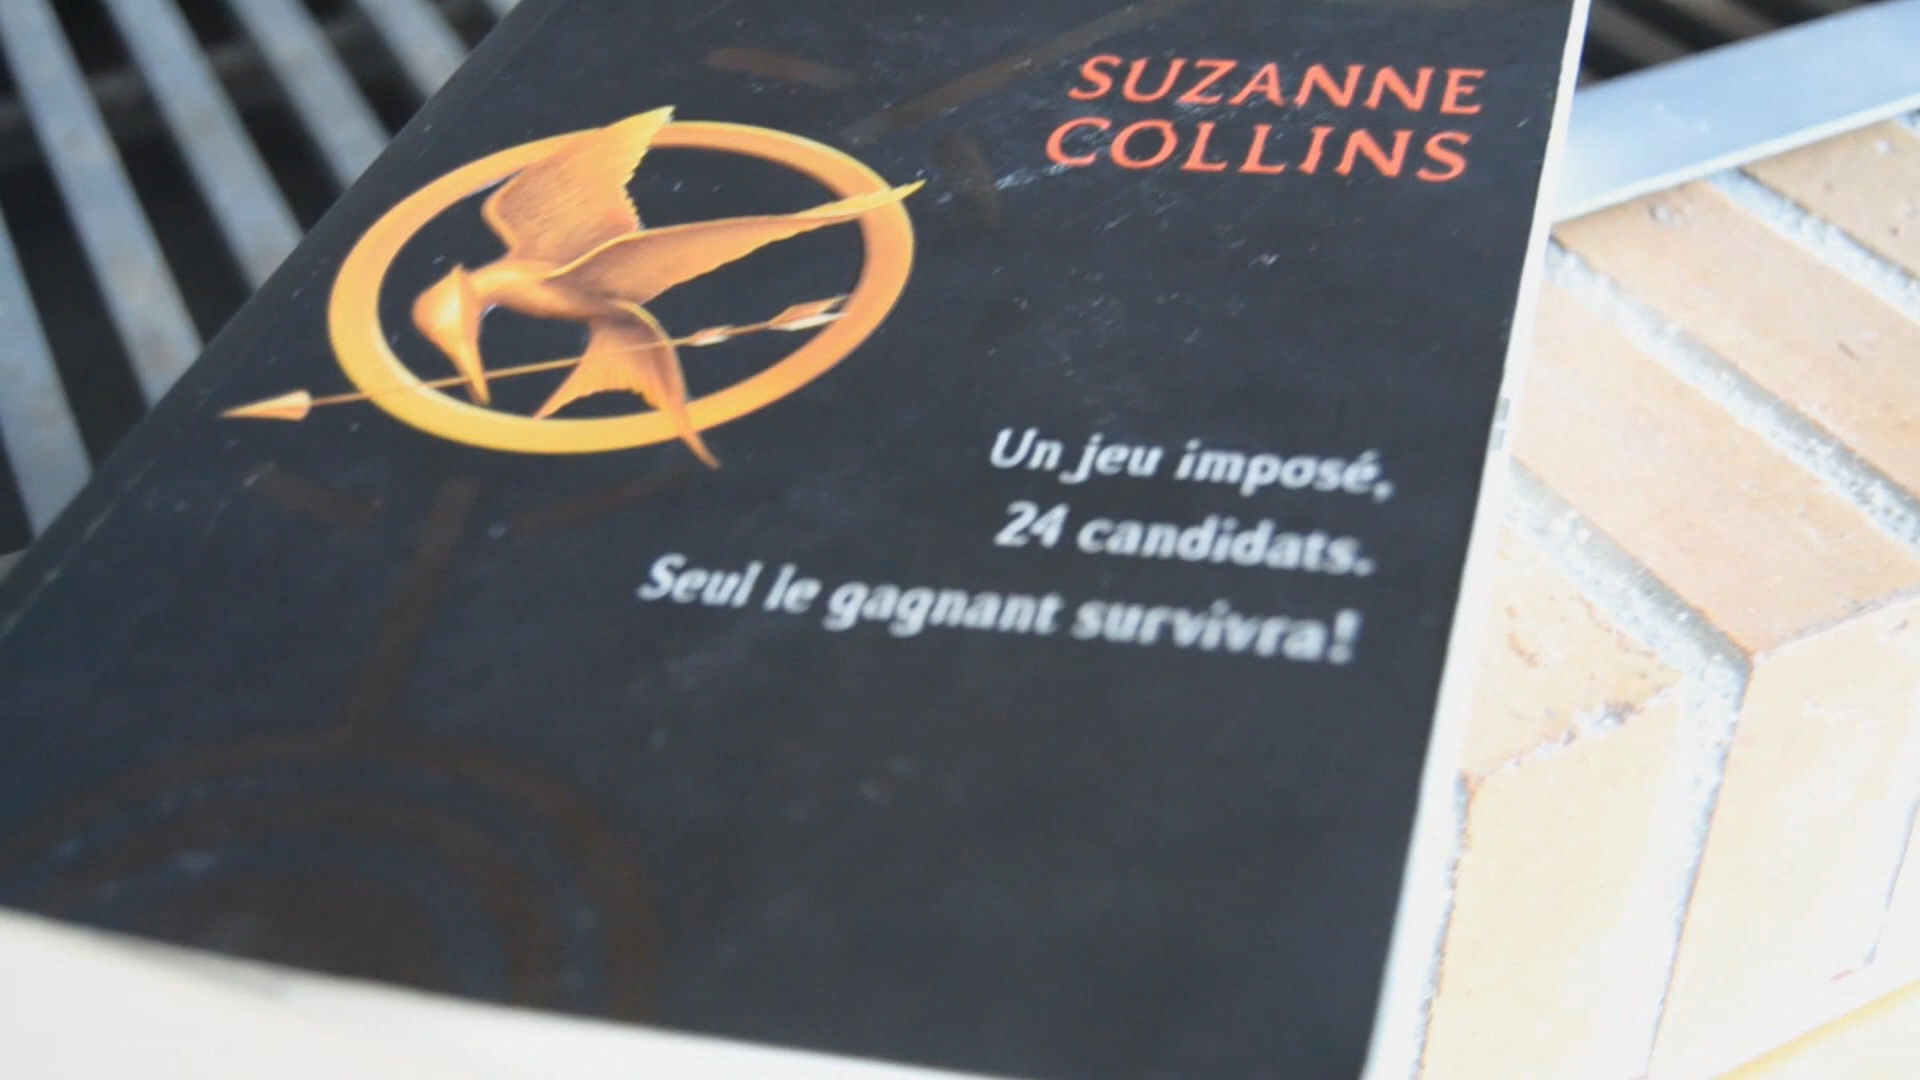 SUZANNE
COLLINS
Un jeu imposé,
24 candidats.
Seul le gagnant survivra!